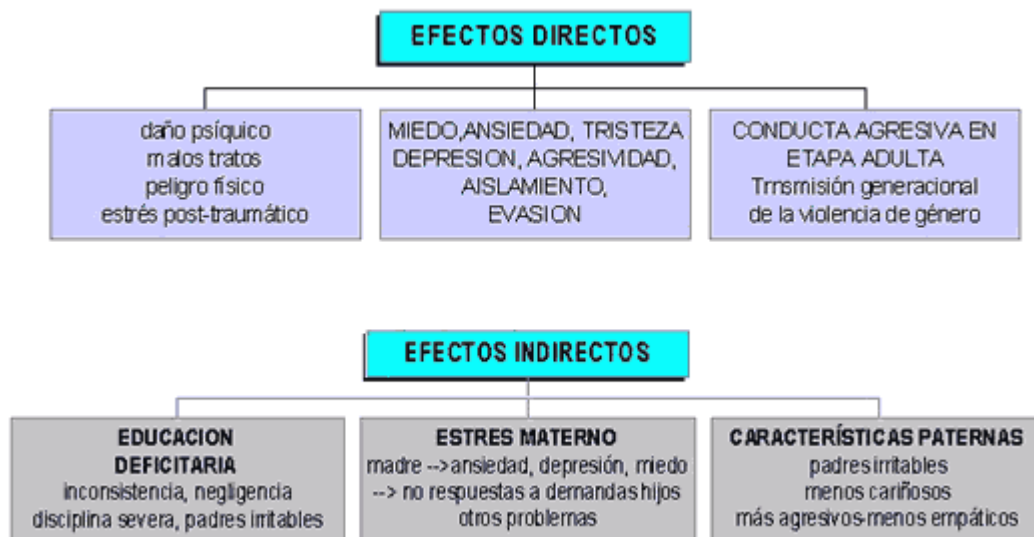 EFECTOS DIRECTOS
daño psíquico
malos tratos
peligro físico
estrés post-traumático
MIEDO,ANSIEDAD, TRISTEZA
DEPRESION, AGRESIVIDAD,
AISLAMIENTO,
EVASION
CONDUCTA AGRESIVA EN
ETAPA ADULTA
Trnsmisión generacional
de la violencia de género
EFECTOS INDIRECTOS
EDUCACION
DEFICITARIA
inconsistencia, negligencia
disciplina severa, padres irritables
ESTRES MATERNO
madre -->ansiedad, depresión, miedo
--> no respuestas a demandas hijos
otros problemas
CARACTERÍSTICAS PATERNAS
padres irritables
menos cariñosos
más agresivos-menos empáticos